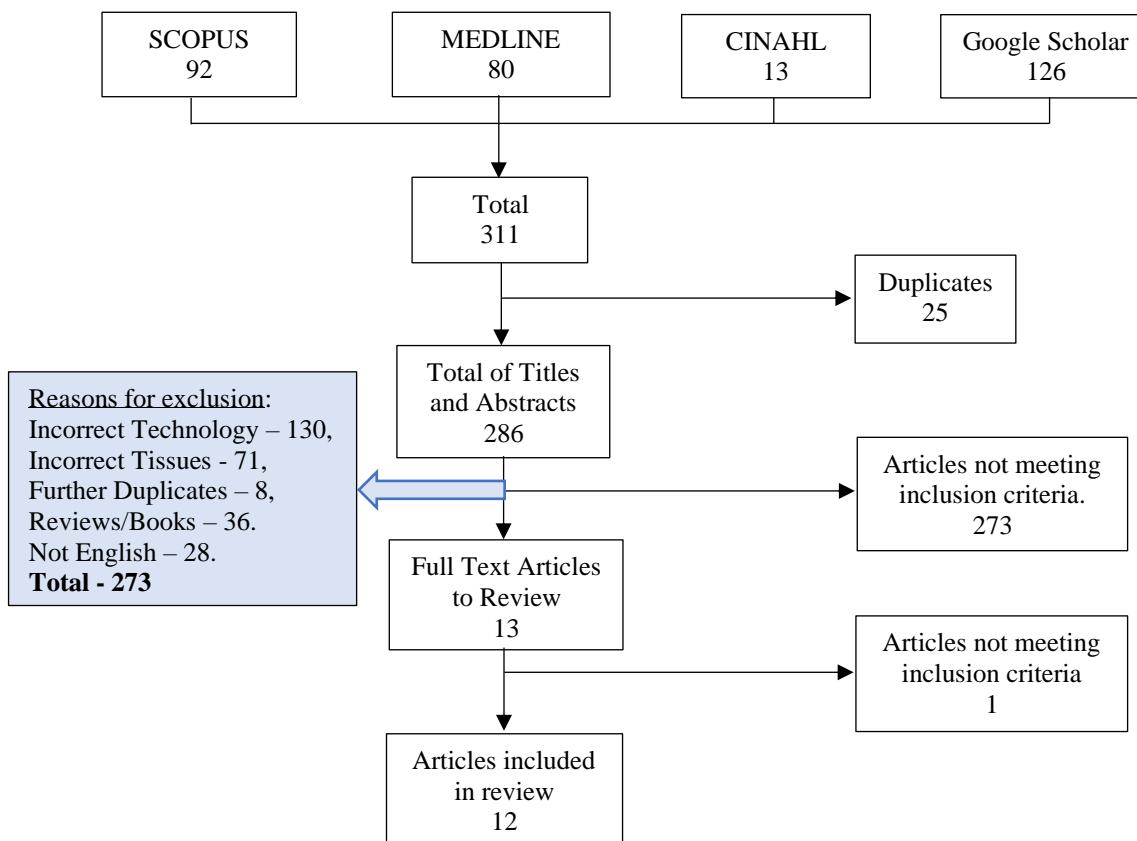 SCOPUS
92
MEDLINE
80
CINAHL
13
Google Scholar
126
Total
311
Duplicates
25
Total of Titles
and Abstracts
286
Reasons for exclusion:
Incorrect Technology – 130,
Incorrect Tissues - 71,
Further Duplicates – 8,
Reviews/Books – 36.
Not English – 28.
Total - 273
Articles not meeting
inclusion criteria.
273
Full Text Articles
to Review
13
Articles not meeting
inclusion criteria
1
Articles included
in review
12